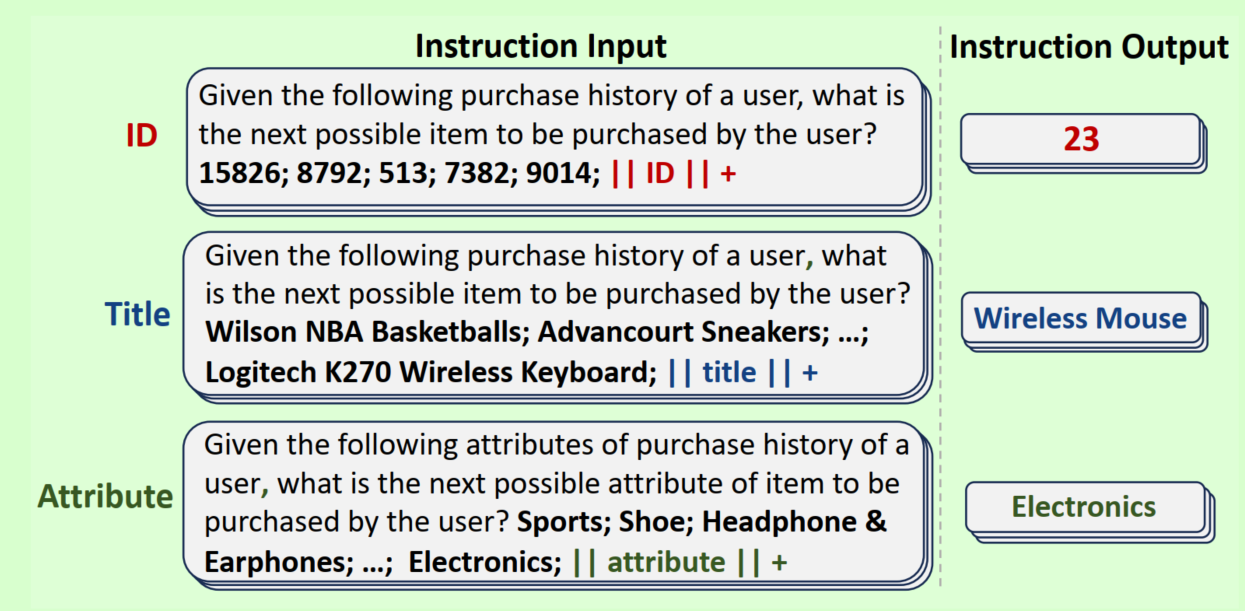 Instruction Input
Instruction Output
ID
Given the following purchase history of a user, what is
the next possible item to be purchased by the user?
15826; 8792; 513; 7382; 9014; || ID || +
23
Title
Given the following purchase history of a user, what
is the next possible item to be purchased by the user?
Wilson NBA Basketballs; Advancourt Sneakers; ...;
Logitech K270 Wireless Keyboard; || title || +
Wireless Mouse
Attribute
Given the following attributes of purchase history of a
user, what is the next possible attribute of item to be
purchased by the user? Sports; Shoe; Headphone &
Earphones; ...; Electronics; || attribute || +
Electronics